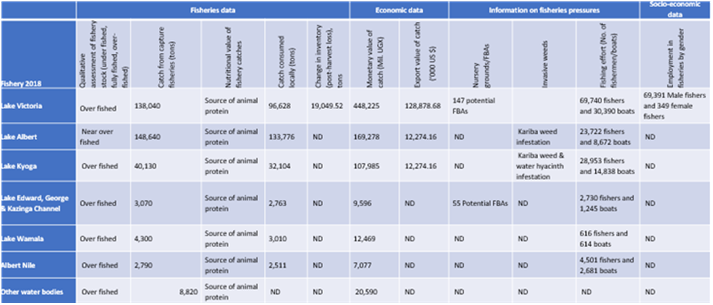 Fisheries data
Economic data
Information on fisheries pressures
Socio-economic
data
Fishery 2018
Qualitative
assessment of fishery
stock (under fished,
fully fished, over-
fished)
Catch from capture
fisheries (tons)
Nutritional value of
fishery catches
Catch consumed
locally (tons)
Change in inventory
(post-harvest loss),
tons
Monetary value of
catch (Mill. UGX)
Export value of catch
('000 US $)
Nursery
grounds/FBAs
Invasive weeds
Fishing effort (No. of
fishermen/boats)
Employment in
fisheries by gender
Lake Victoria
Over fished
138,040
Source of animal
protein
96,628
19,049.52
448,225
128,878.68
147 potential
FBAs
69,740 fishers
and 30,390 boats
69,391 Male fishers
and 349 female
fishers
Lake Albert
Near over
fished
148,640
Source of animal
protein
133,776
ND
169,278
12,274.16
ND
Kariba weed
infestation
23,722 fishers
and 8,672 boats
ND
Lake Kyoga
Over fished
40,130
Source of animal
protein
32,104
ND
107,985
12,274.16
ND
Kariba weed &
water hyacinth
infestation
28,953 fishers
and 14,838 boats
ND
Lake Edward, George
& Kazinga Channel
Over fished
3,070
Source of animal
protein
2,763
ND
9,596
ND
55 Potential FBAs
ND
2,730 fishers and
1,245 boats
ND
Lake Wamala
Over fished
4,300
Source of animal
protein
3,010
ND
12,469
ND
ND
ND
616 fishers and
614 boats
ND
Albert Nile
Over fished
2,790
Source of animal
protein
2,511
ND
7,077
ND
ND
ND
4,501 fishers and
2,681 boats
ND
Other water bodies
Over fished
8,820
Source of animal
protein
ND
ND
20,590
ND
ND
ND
ND
ND